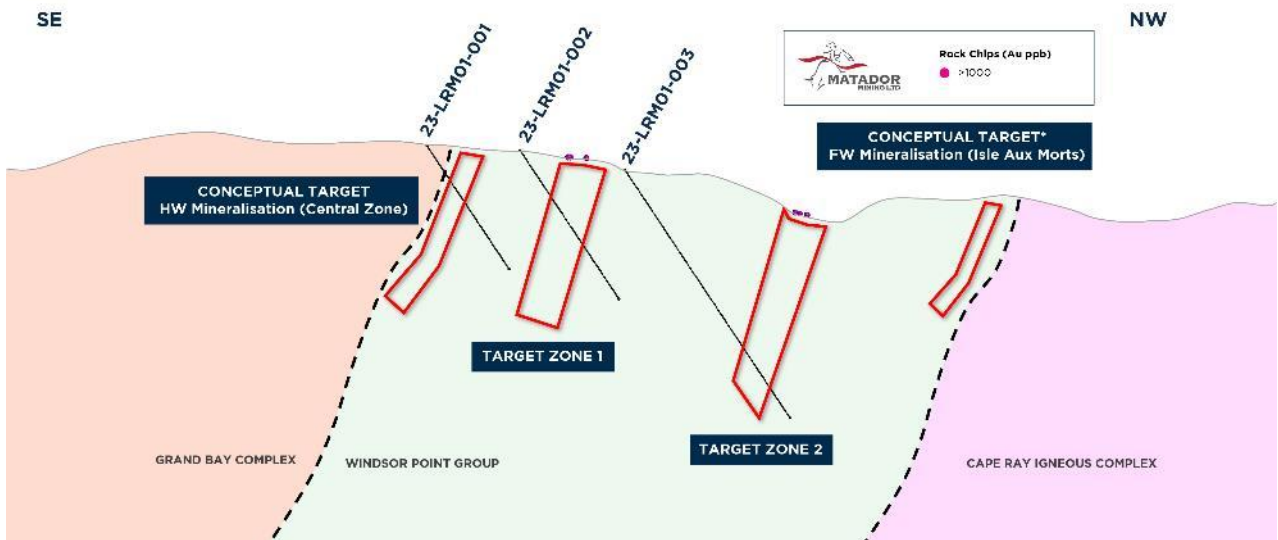 SE
NW
23-LRM01-001
23-LRM01-002
23-LRM01-003
MATADOR
MINING LTD
Rock Chips (Au ppb)
>1000
CONCEPTUAL TARGET
HW Mineralisation (Central Zone)
CONCEPTUAL TARGET*
FW Mineralisation (Isle Aux Morts)
TARGET ZONE 1
TARGET ZONE 2
GRAND BAY COMPLEX
WINDSOR POINT GROUP
CAPE RAY IGNEOUS COMPLEX